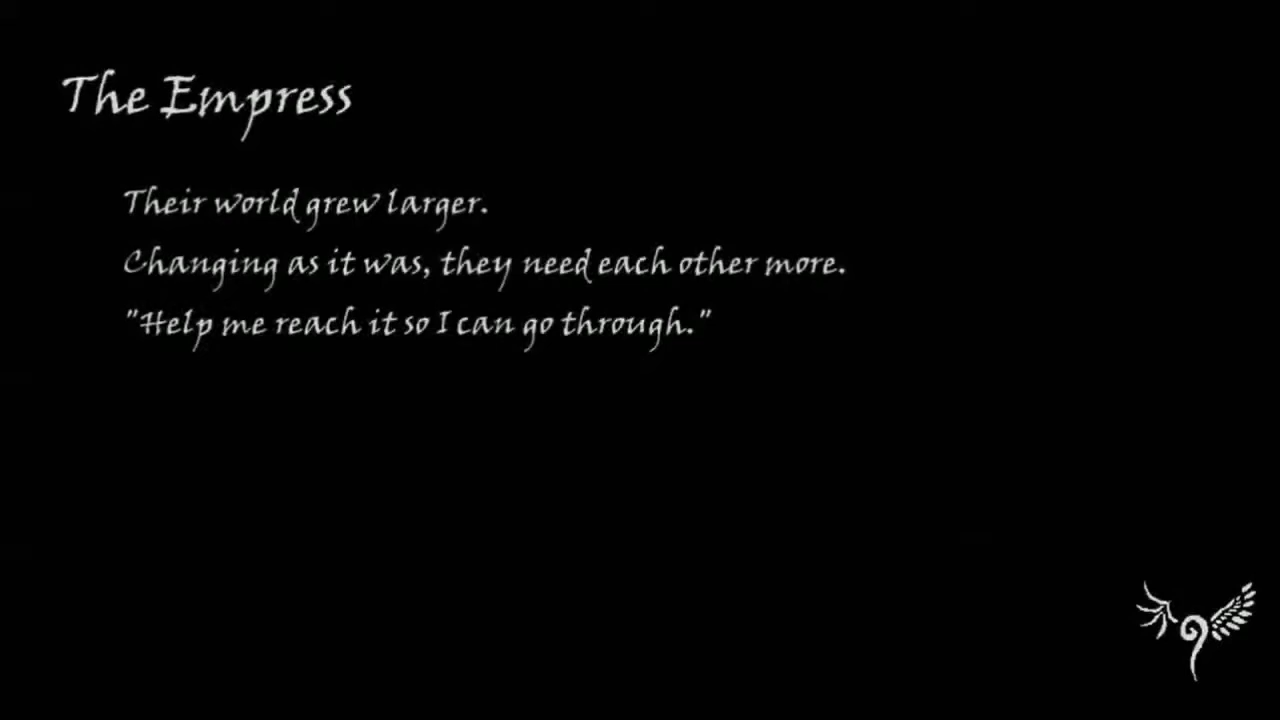 The Empress
Their world grew larger.
Changing as it was, they need each other more.
"Help me reach it so I can go through."